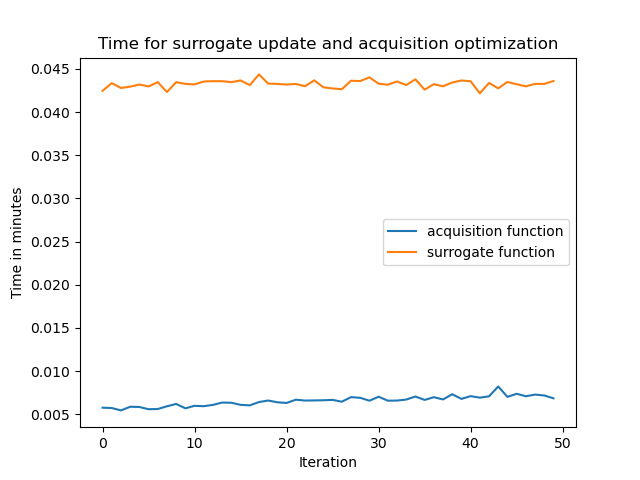 Time for surrogate update and acquisition optimization
0.045
0.040
0.035
0.030
0.025
0.020
0.015
0.010
0.005
Time in minutes
acquisition function
surrogate function
0 10 20 30 40 50
Iteration